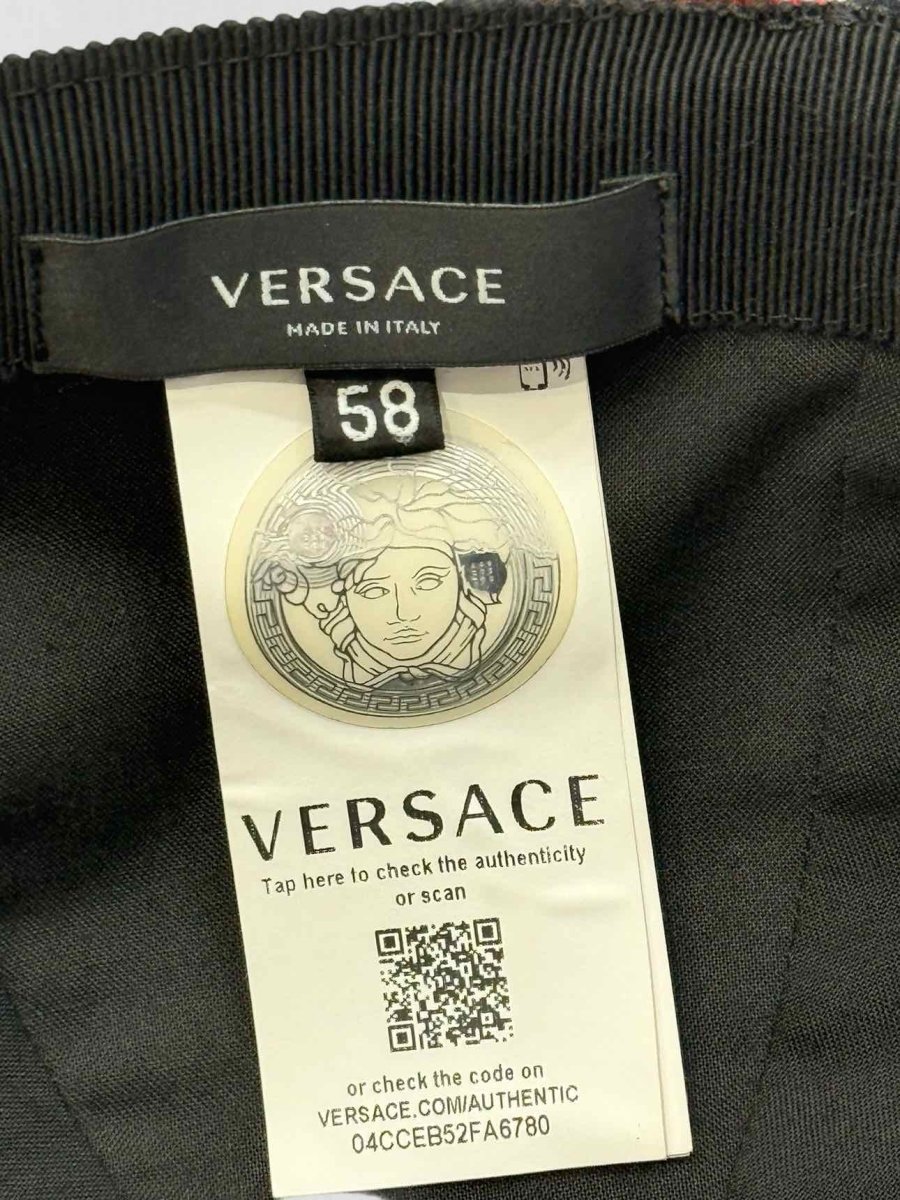 VERSACE
MADE IN ITALY
58
VERSACE
Tap here to check the authenticity
or scan
or check the code on
VERSACE.COM/AUTHENTIC
04CCEB52FA6780